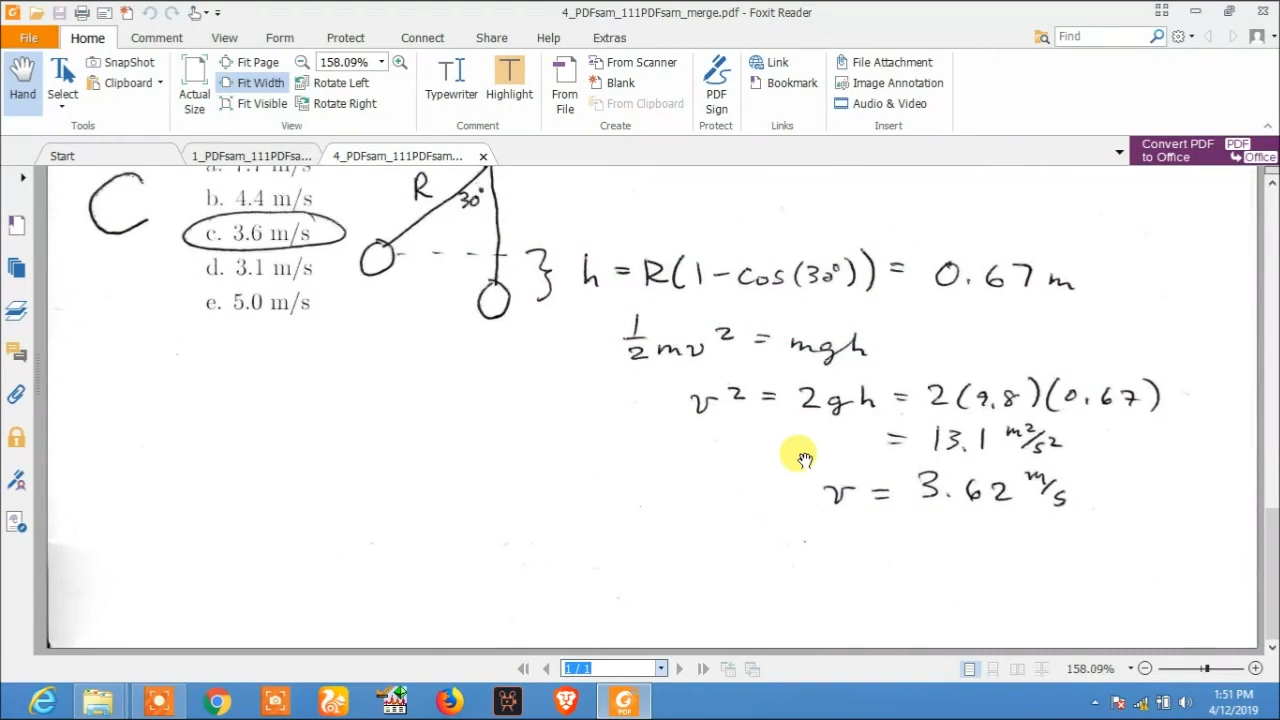 4_PDFsam_111PDFsam_merge.pdf - Foxit Reader
File Home Comment View Form Protect Connect Share Help Extras Find
Hand Select SnapShot Clipboard Actual Size Fit Page Fit Width Fit Visible 158.09% Rotate Left Rotate Right Typewriter Highlight From File From Scanner Blank From Clipboard PDF Sign Link Bookmark File Attachment Image Annotation Audio & Video
Tools View Comment Create Protect Links Insert
Start 1_PDFsam_111PDFsa... 4_PDFsam_111PDFsam... Convert PDF to Office PDF Office
C
b. 4.4 m/s
c. 3.6 m/s
d. 3.1 m/s
e. 5.0 m/s
R 30°
h = R(1-cos(30°)) = 0.67 m
1/2 mv² = mgh
v² = 2gh = 2(9.8)(0.67)
= 13.1 m²/s²
v = 3.62 m/s
1 / 1 158.09%
PDF
1:51 PM
4/12/2019